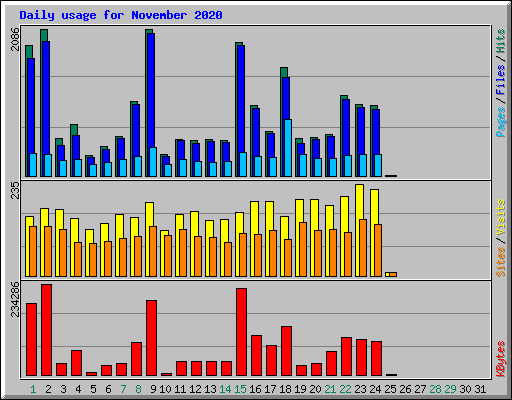 Daily usage for November 2020
2086
Pages / Files / Hits
235
Sites / Visits
234286
KBytes
1 2 3 4 5 6 7 8 9 10 11 12 13 14 15 16 17 18 19 20 21 22 23 24 25 26 27 28 29 30 31